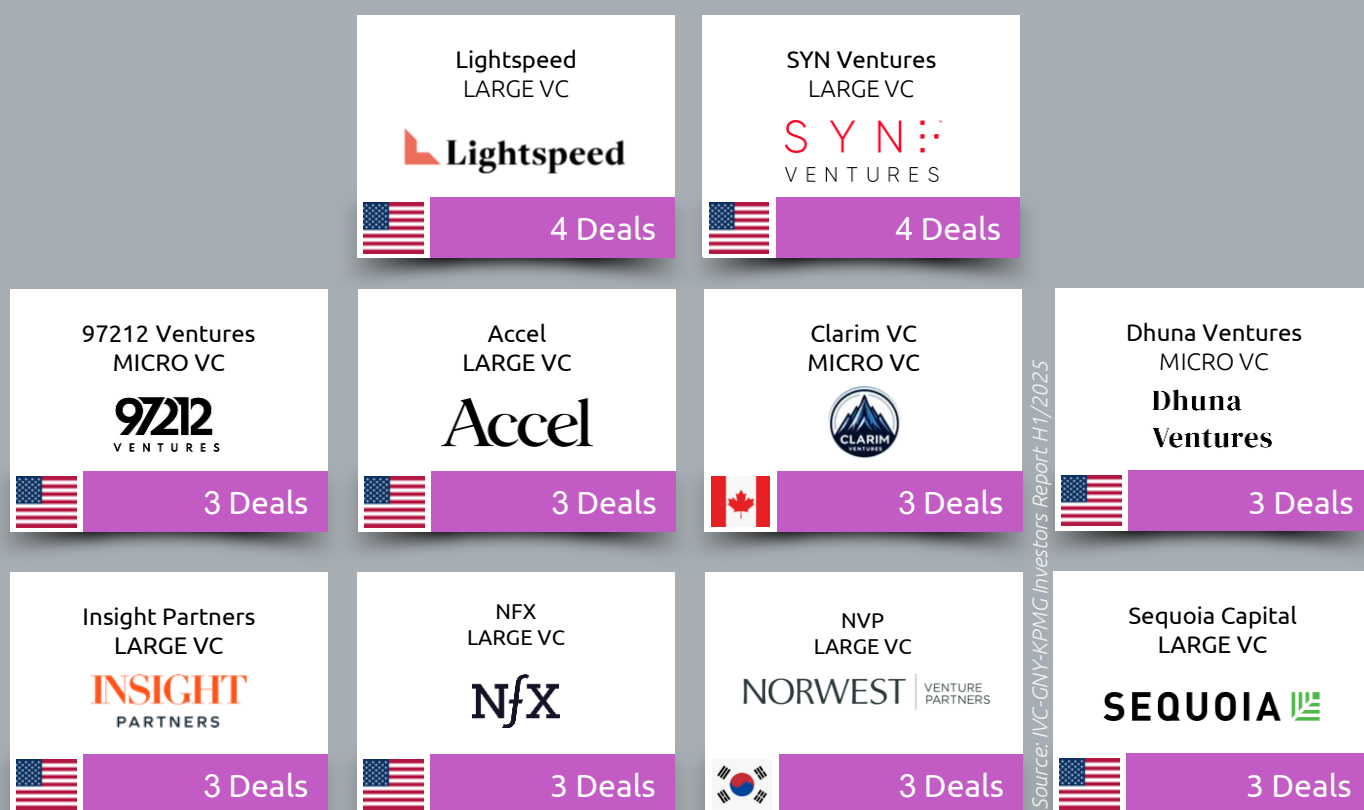 Lightspeed
LARGE VC
Lightspeed
4 Deals
SYN Ventures
LARGE VC
SYN
VENTURES
4 Deals
97212 Ventures
MICRO VC
97212
VENTURES
3 Deals
Accel
LARGE VC
Accel
3 Deals
Clarim VC
MICRO VC
CLARIM
VENTURES
3 Deals
Dhuna Ventures
MICRO VC
Dhuna
Ventures
3 Deals
Insight Partners
LARGE VC
INSIGHT
PARTNERS
3 Deals
NFX
LARGE VC
NfX
3 Deals
NVP
LARGE VC
NORWEST VENTURE
PARTNERS
3 Deals
Sequoia Capital
LARGE VC
SEQUOIA
3 Deals
Source: IVC-GNY-KPMG Investors Report H1/2025